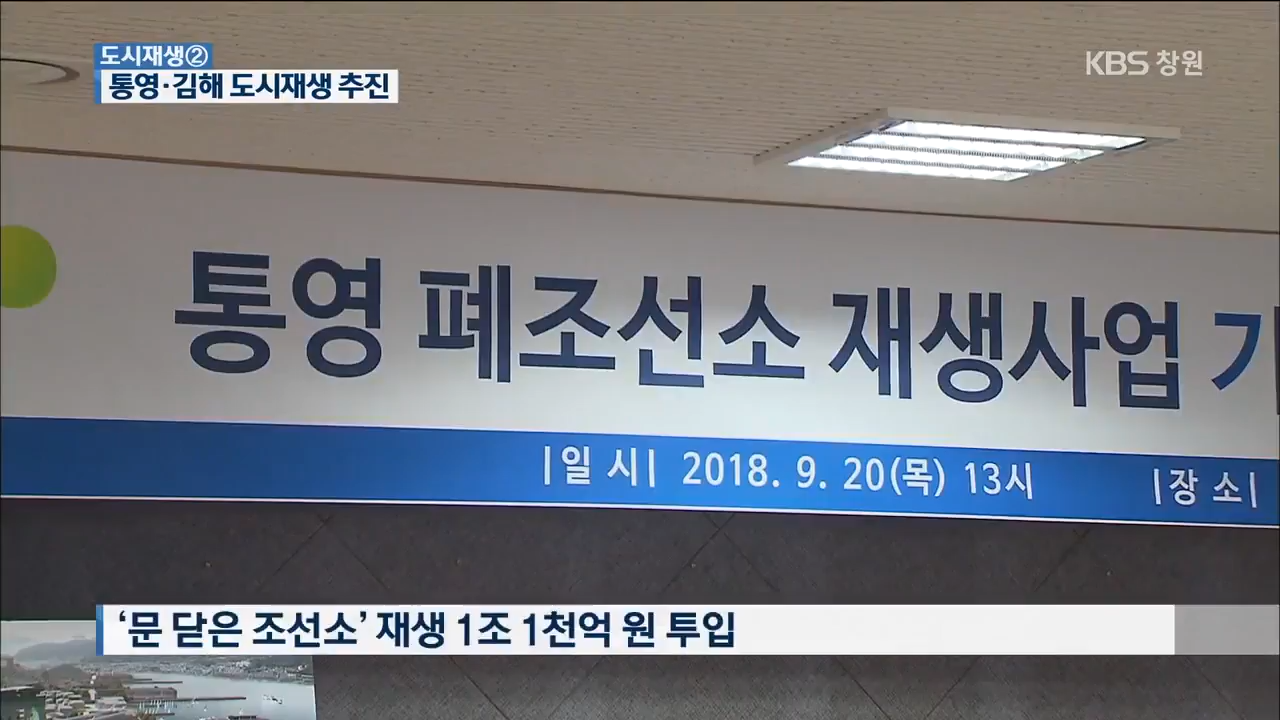 도시재생②
통영·김해 도시재생 추진
KBS 창원
통영 폐조선소 재생사업
|일 시| 2018. 9. 20(목) 13시 |장 소|
‘문 닫은 조선소’ 재생 1조 1천억 원 투입